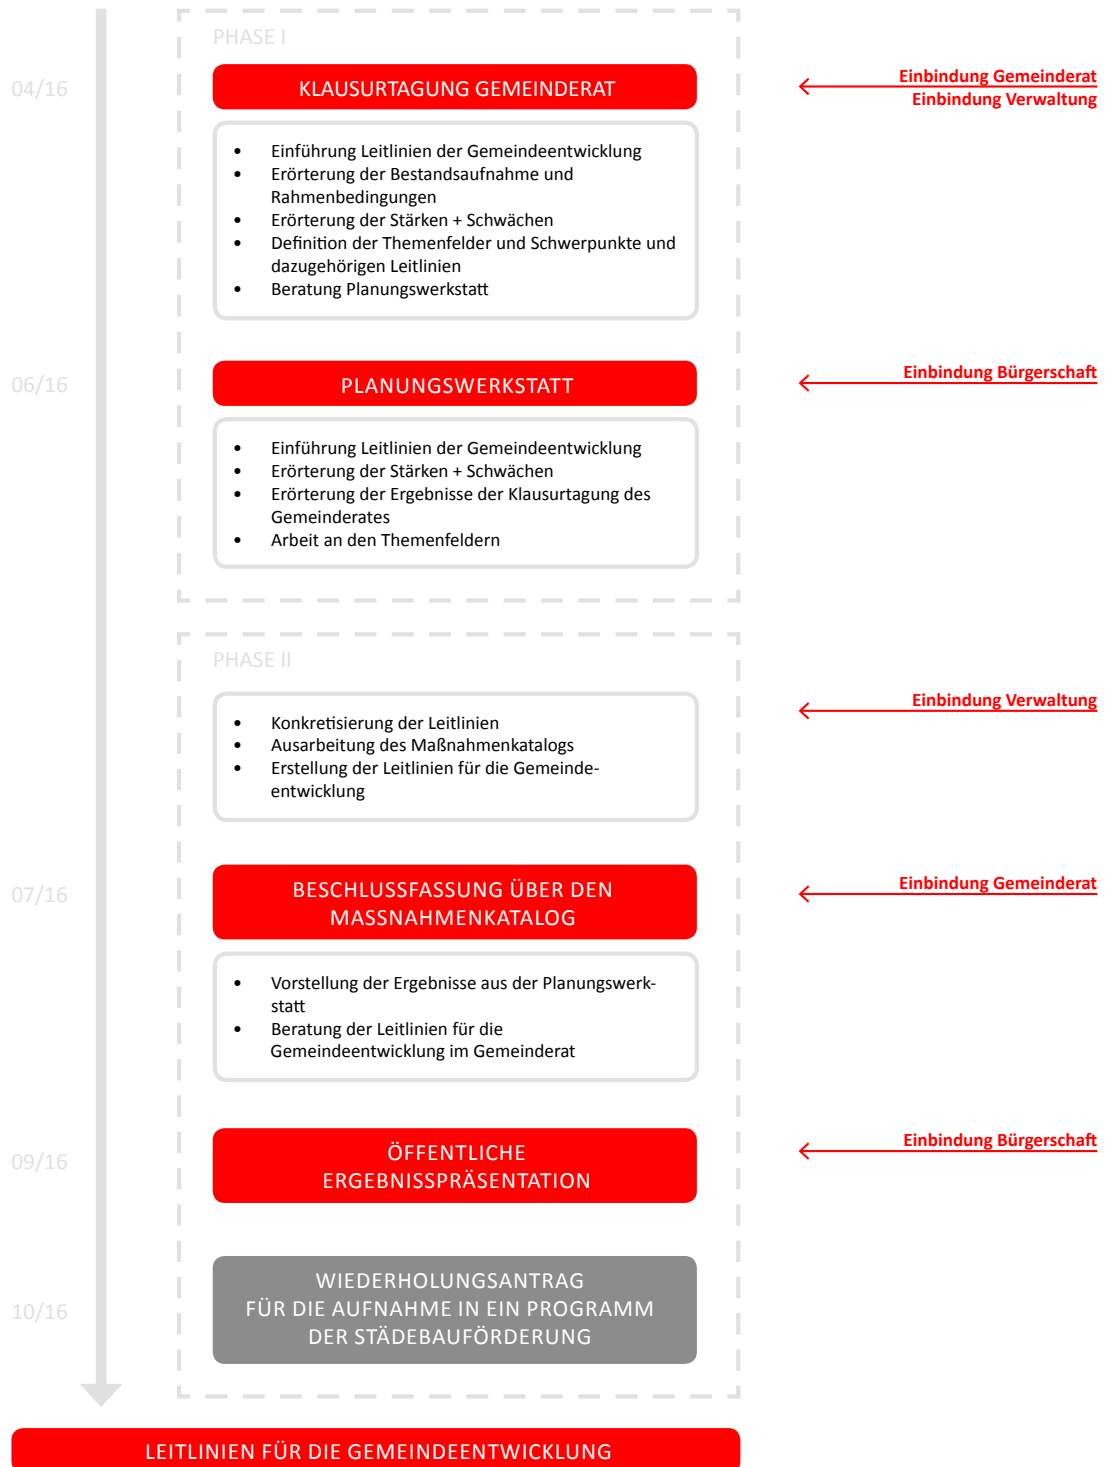 PHASE I
04/16
KLAUSURTAGUNG GEMEINDERAT
Einbindung Gemeinderat
Einbindung Verwaltung
• Einführung Leitlinien der Gemeindeentwicklung
• Erörterung der Bestandsaufnahme und
Rahmenbedingungen
• Erörterung der Stärken + Schwächen
• Definition der Themenfelder und Schwerpunkte und
dazugehörigen Leitlinien
• Beratung Planungswerkstatt
06/16
PLANUNGSWERKSTATT
Einbindung Bürgerschaft
• Einführung Leitlinien der Gemeindeentwicklung
• Erörterung der Stärken + Schwächen
• Erörterung der Ergebnisse der Klausurtagung des
Gemeinderates
• Arbeit an den Themenfeldern
PHASE II
Einbindung Verwaltung
• Konkretisierung der Leitlinien
• Ausarbeitung des Maßnahmenkatalogs
• Erstellung der Leitlinien für die Gemeinde-
entwicklung
07/16
BESCHLUSSFASSUNG ÜBER DEN
MASSNAHMENKATALOG
Einbindung Gemeinderat
• Vorstellung der Ergebnisse aus der Planungswerk-
statt
• Beratung der Leitlinien für die
Gemeindeentwicklung im Gemeinderat
09/16
ÖFFENTLICHE
ERGEBNISSPRÄSENTATION
Einbindung Bürgerschaft
10/16
WIEDERHOLUNGSANTRAG
FÜR DIE AUFNAHME IN EIN PROGRAMM
DER STÄDEBAUFÖRDERUNG
LEITLINIEN FÜR DIE GEMEINDEENTWICKLUNG